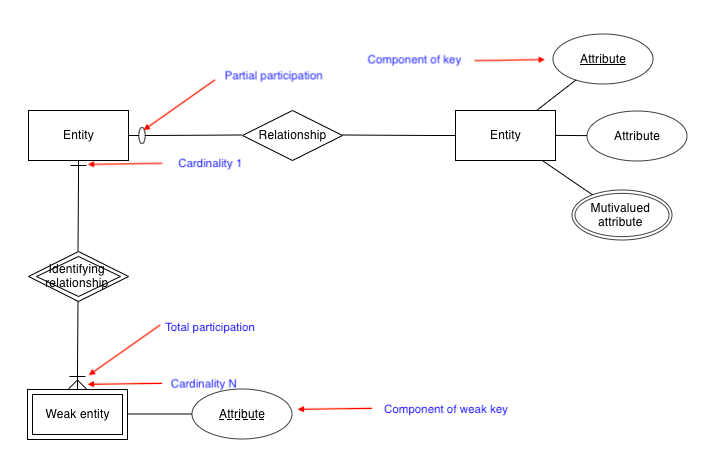 Component of key
Attribute
Partial participation
Entity
Relationship
Entity
Attribute
Cardinality 1
Mutivalued
attribute
Identifying
relationship
Total participation
Cardinality N
Weak entity
Attribute
Component of weak key